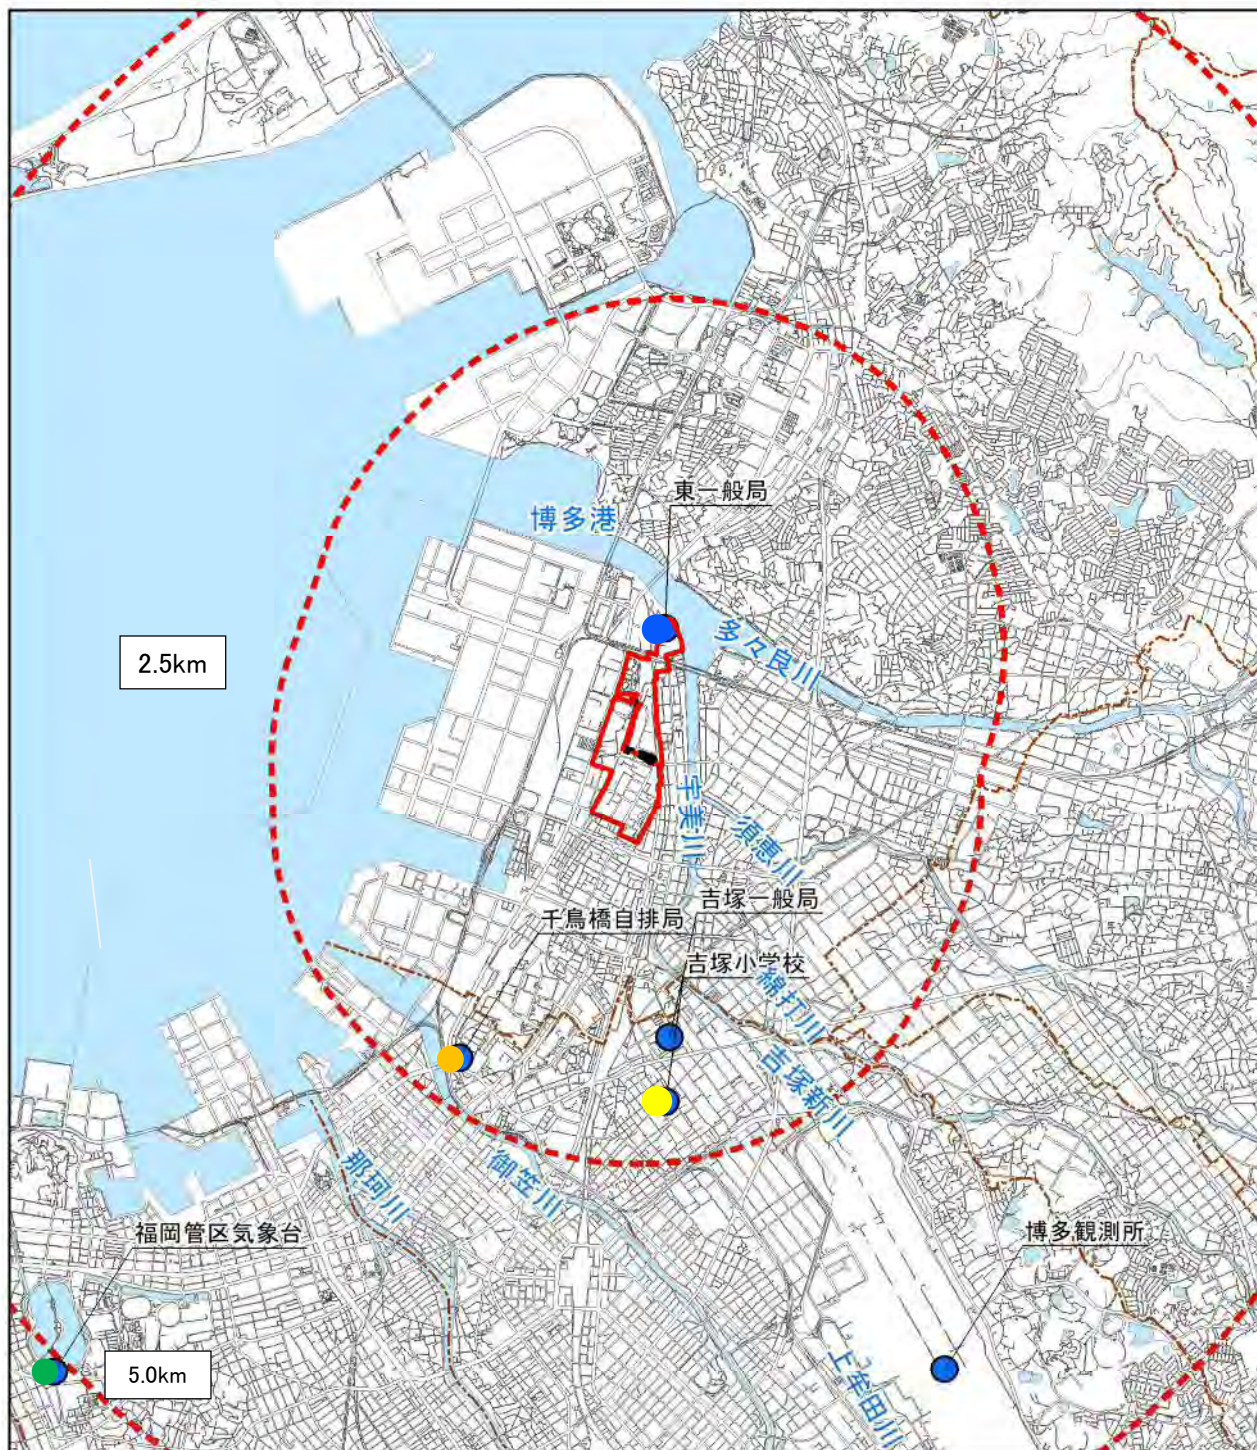 東一般局
博多港
多々良川
2.5km
宇美川
須恵川
吉塚一般局
千鳥橋自排局
吉塚小学校
綿打川
吉塚新川
御笠川
那珂川
福岡管区気象台
博多観測所
5.0km
上牟田川